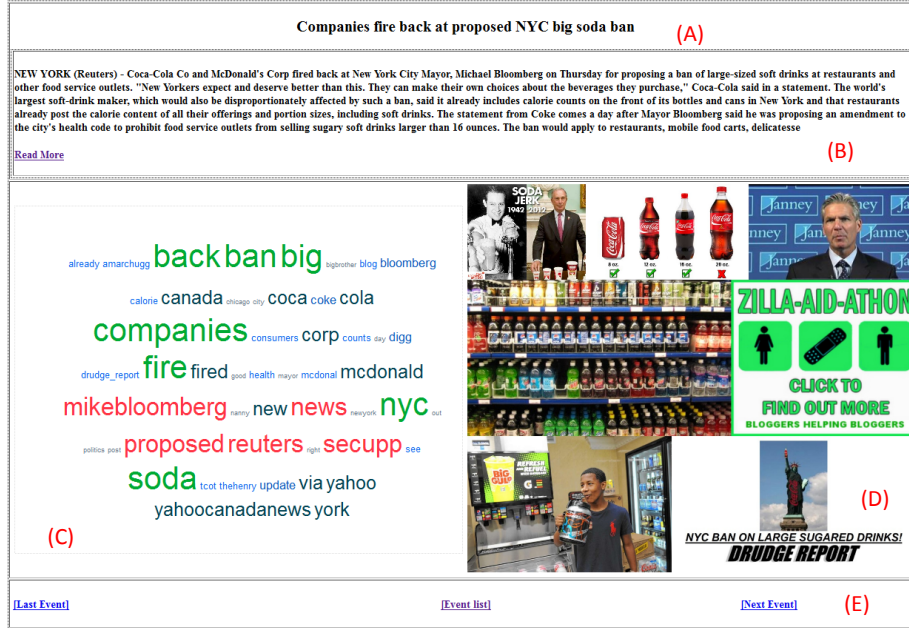 Companies fire back at proposed NYC big soda ban
(A)
NEW YORK (Reuters) - Coca-Cola Co and McDonald's Corp fired back at New York City Mayor, Michael Bloomberg on Thursday for proposing a ban of large-sized soft drinks at restaurants and
other food service outlets. "New Yorkers expect and deserve better than this. They can make their own choices about the beverages they purchase," Coca-Cola said in a statement. The world's
largest soft-drink maker, which would also be disproportionately affected by such a ban, said it already includes calorie counts on the front of its bottles and cans in New York and that restaurants
already post the calorie content of all their offerings and portion sizes, including soft drinks. The statement from Coke comes a day after Mayor Bloomberg said he was proposing an amendment to
the city's health code to prohibit food service outlets from selling sugary soft drinks larger than 16 ounces. The ban would apply to restaurants, mobile food carts, delicatesse
Read More
(B)
already amarchugg back ban big bigbrother blog bloomberg
calorie canada chicago city coca coke cola
companies consumers corp counts day digg
drudge_report fire fired good health mayor mcdonal mcdonald
mikebloomberg nanny new news newyork nyc out
politics post proposed reuters right secupp see
soda tcot thehenry update via yahoo
yahoocanadanews york
(C)
SODA
JERK
1942 2012
Coca-Cola
8 oz. 12 oz. 16 oz. 20 oz.
Janney
Janney
Janney
ZILLA-AID-ATHON
CLICK TO
FIND OUT MORE
BLOGGERS HELPING BLOGGERS
BIG
GULP
REFRESH
(D)
NYC BAN ON LARGE SUGARED DRINKS!
DRUDGE REPORT
[Last Event]
[Event list]
[Next Event]
(E)